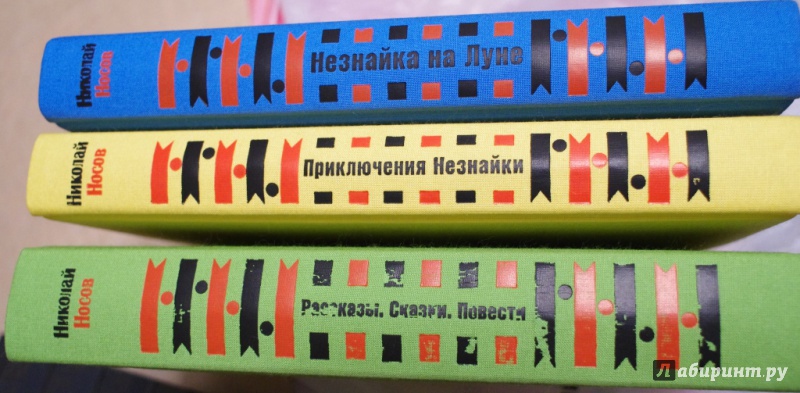 Николай
Носов
Незнайка на Луне
Николай
Носов
Приключения Незнайки
Николай
Носов
Рассказы. Сказки. Повести
Лабиринт.ру